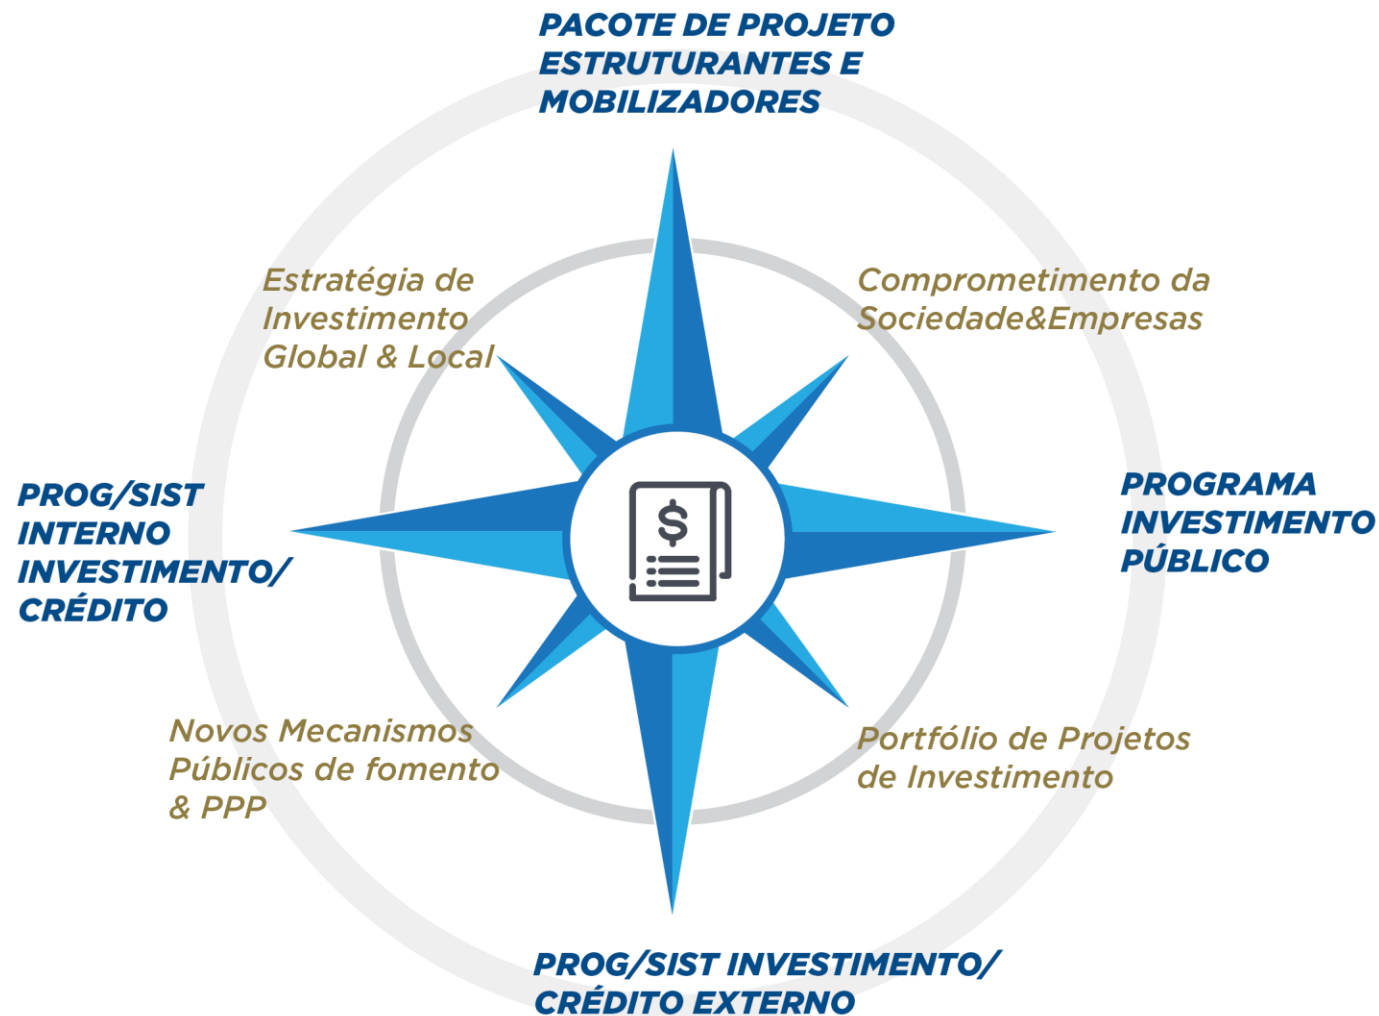 PACOTE DE PROJETO
ESTRUTURANTES E
MOBILIZADORES
Estratégia de
Investimento
Global & Local
Comprometimento da
Sociedade&Empresas
PROG/SIST
INTERNO
INVESTIMENTO/
CRÉDITO
$
PROGRAMA
INVESTIMENTO
PÚBLICO
Novos Mecanismos
Públicos de fomento
& PPP
Portfólio de Projetos
de Investimento
PROG/SIST INVESTIMENTO/
CRÉDITO EXTERNO